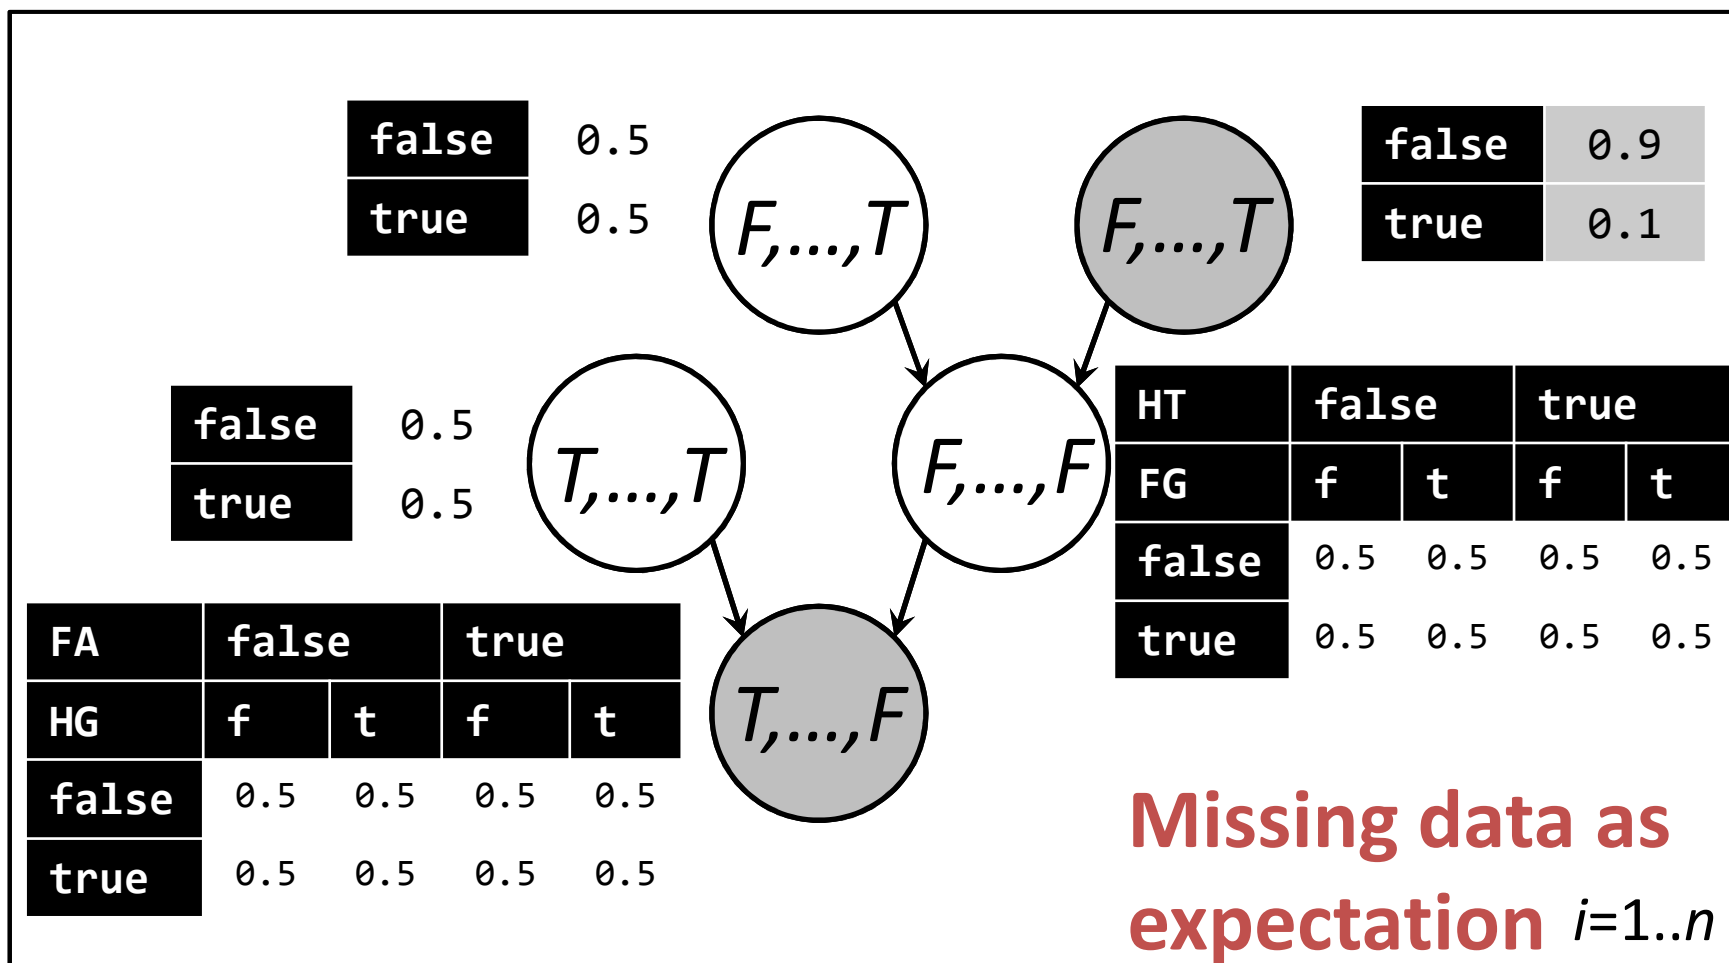 false 0.5
true 0.5
F,...,T
F,...,T
false 0.9
true 0.1
false 0.5
true 0.5
T,...,T
F,...,F
HT false true
FG f t f t
false 0.5 0.5 0.5 0.5
true 0.5 0.5 0.5 0.5
FA false true
HG f t f t
false 0.5 0.5 0.5 0.5
true 0.5 0.5 0.5 0.5
T,...,F
Missing data as
expectation i=1..n